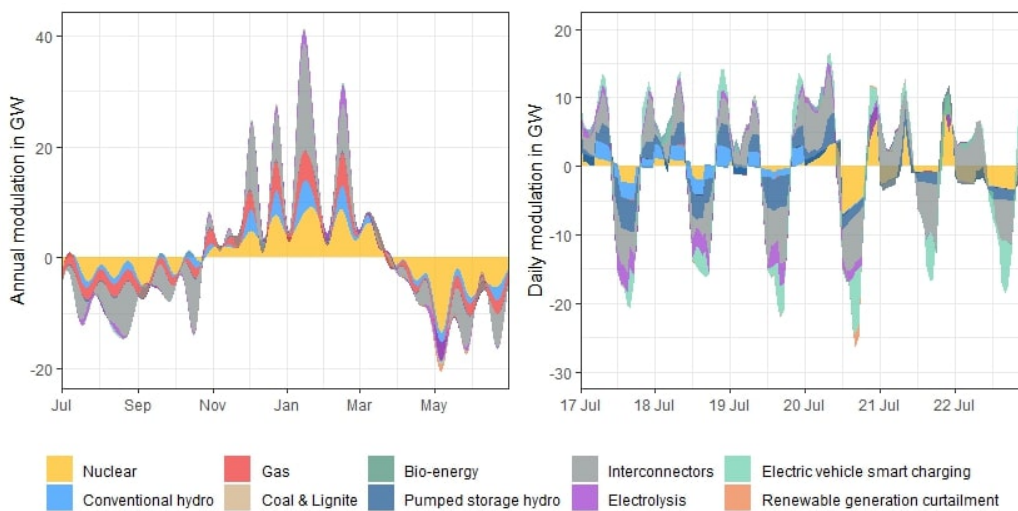 Annual modulation in GW
40
20
0
-20
Jul Sep Nov Jan Mar May
Daily modulation in GW
20
10
0
-10
-20
-30
17 Jul 18 Jul 19 Jul 20 Jul 21 Jul 22 Jul
Nuclear Gas Bio-energy Interconnectors Electric vehicle smart charging
Conventional hydro Coal & Lignite Pumped storage hydro Electrolysis Renewable generation curtailment